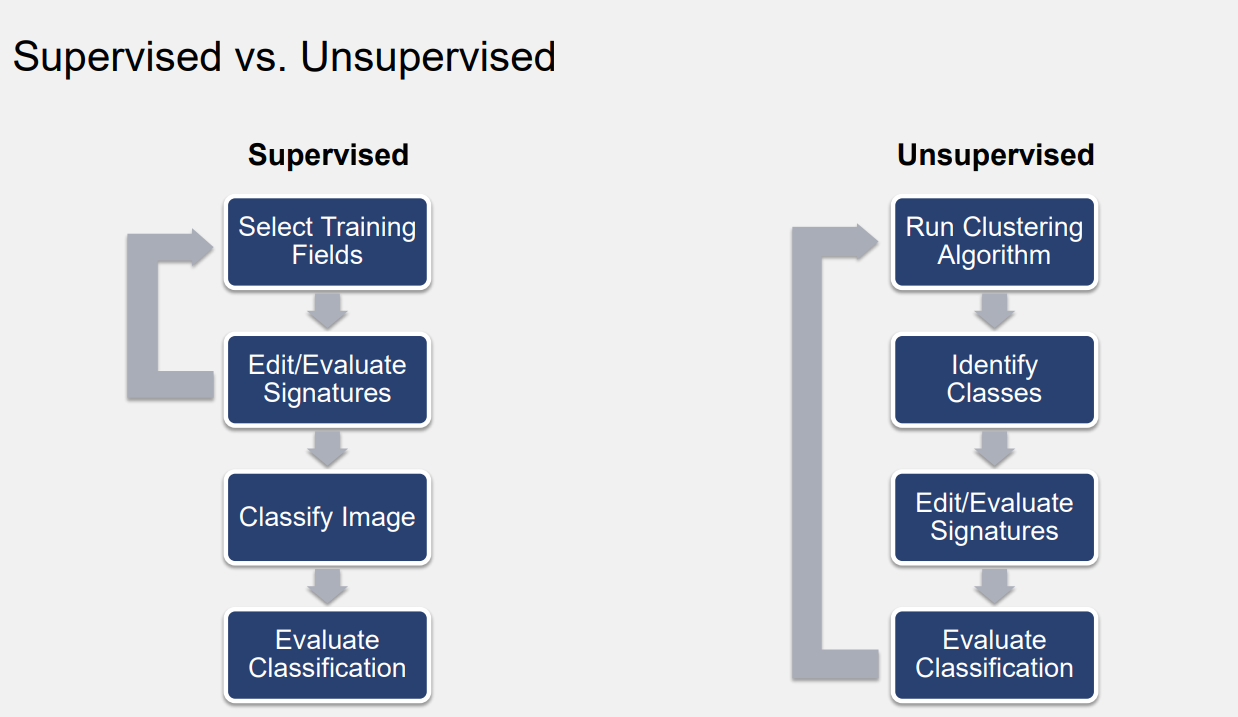 Supervised vs. Unsupervised
Supervised
Select Training
Fields
Edit/Evaluate
Signatures
Classify Image
Evaluate
Classification
Unsupervised
Run Clustering
Algorithm
Identify
Classes
Edit/Evaluate
Signatures
Evaluate
Classification